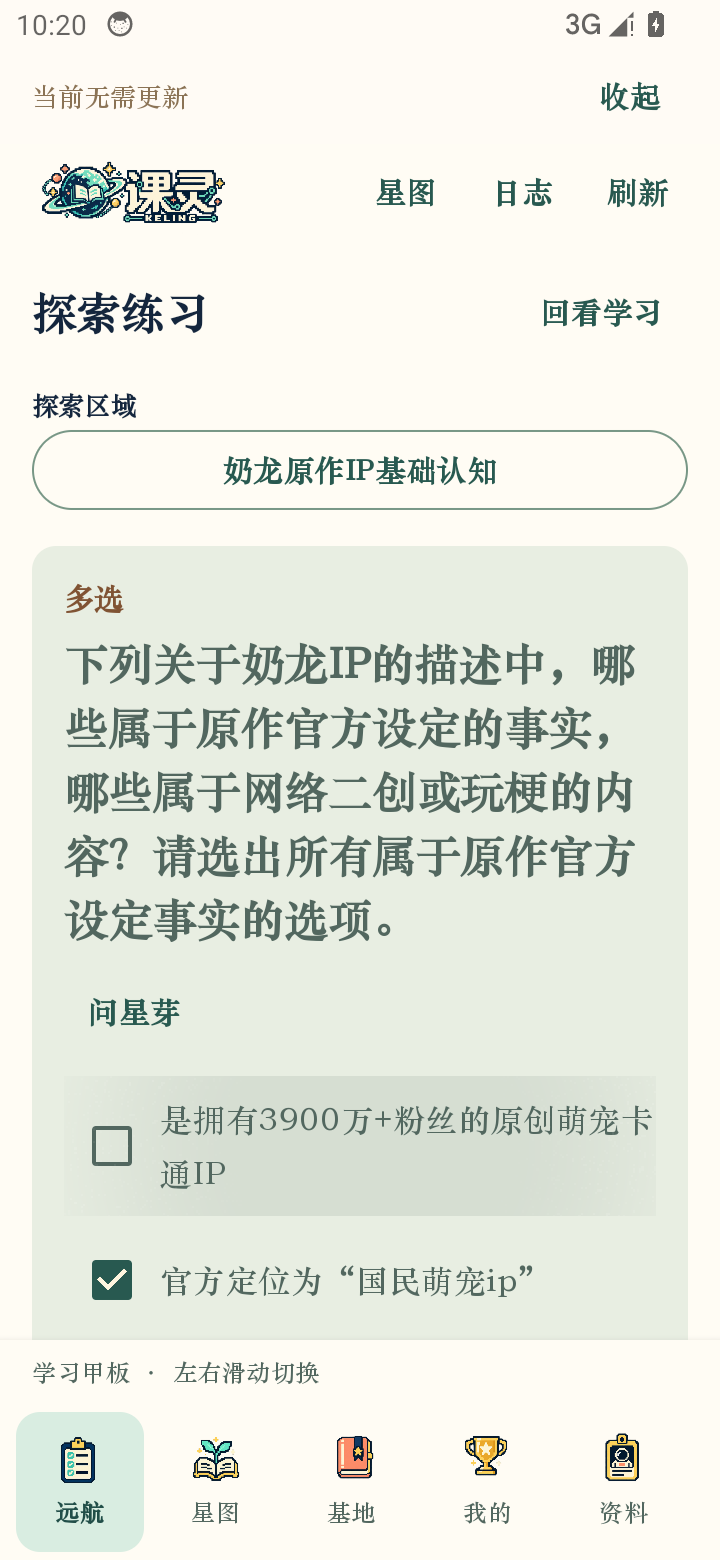 10:20
3G
当前无需更新
收起
课灵
KELING
星图
日志
刷新
探索练习
回看学习
探索区域
奶龙原作IP基础认知
多选
下列关于奶龙IP的描述中，哪
些属于原作官方设定的事实，
哪些属于网络二创或玩梗的内
容？请选出所有属于原作官方
设定事实的选项。
问星芽
是拥有3900万+粉丝的原创萌宠卡
通IP
官方定位为“国民萌宠ip”
学习甲板 · 左右滑动切换
远航
星图
基地
我的
资料